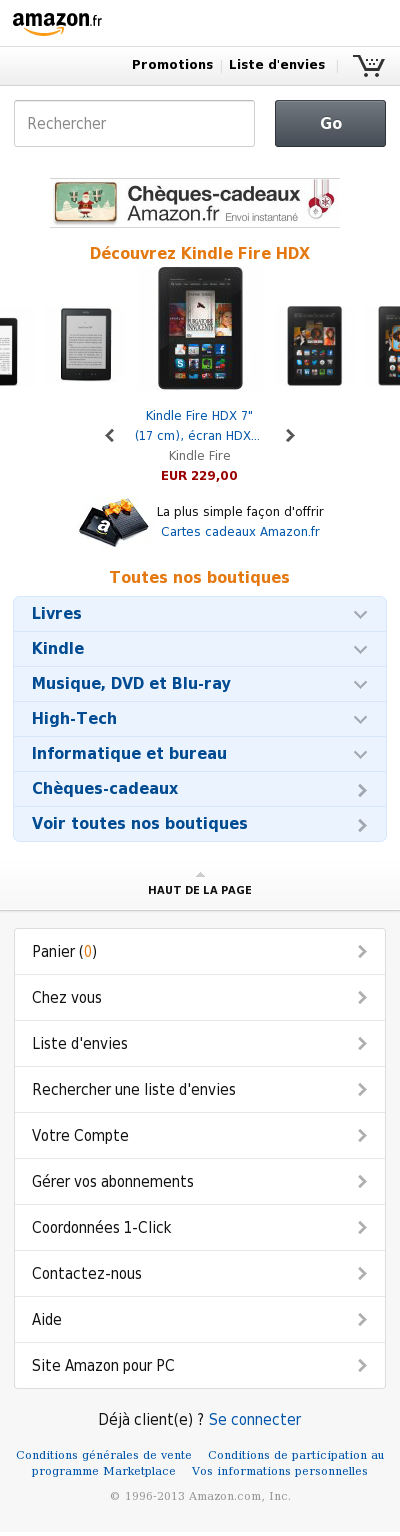 amazon.fr
Promotions Liste d'envies
Rechercher
Go
Chèques-cadeaux
Amazon.fr Envoi instantané
Découvrez Kindle Fire HDX
Kindle Fire HDX 7"
(17 cm), écran HDX...
Kindle Fire
EUR 229,00
La plus simple façon d'offrir
Cartes cadeaux Amazon.fr
Toutes nos boutiques
Livres
Kindle
Musique, DVD et Blu-ray
High-Tech
Informatique et bureau
Chèques-cadeaux
Voir toutes nos boutiques
HAUT DE LA PAGE
Panier (0)
Chez vous
Liste d'envies
Rechercher une liste d'envies
Votre Compte
Gérer vos abonnements
Coordonnées 1-Click
Contactez-nous
Aide
Site Amazon pour PC
Déjà client(e) ? Se connecter
Conditions générales de vente Conditions de participation au
programme Marketplace Vos informations personnelles
© 1996-2013 Amazon.com, Inc.